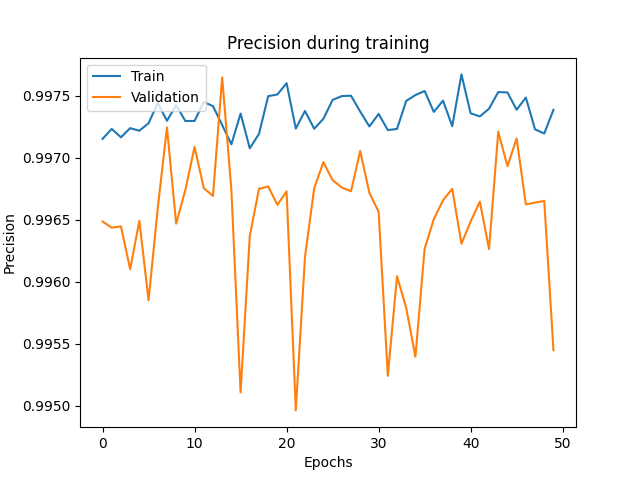 Precision during training
Train
Validation
0.9975
0.9970
0.9965
0.9960
0.9955
0.9950
Precision
0 10 20 30 40 50
Epochs